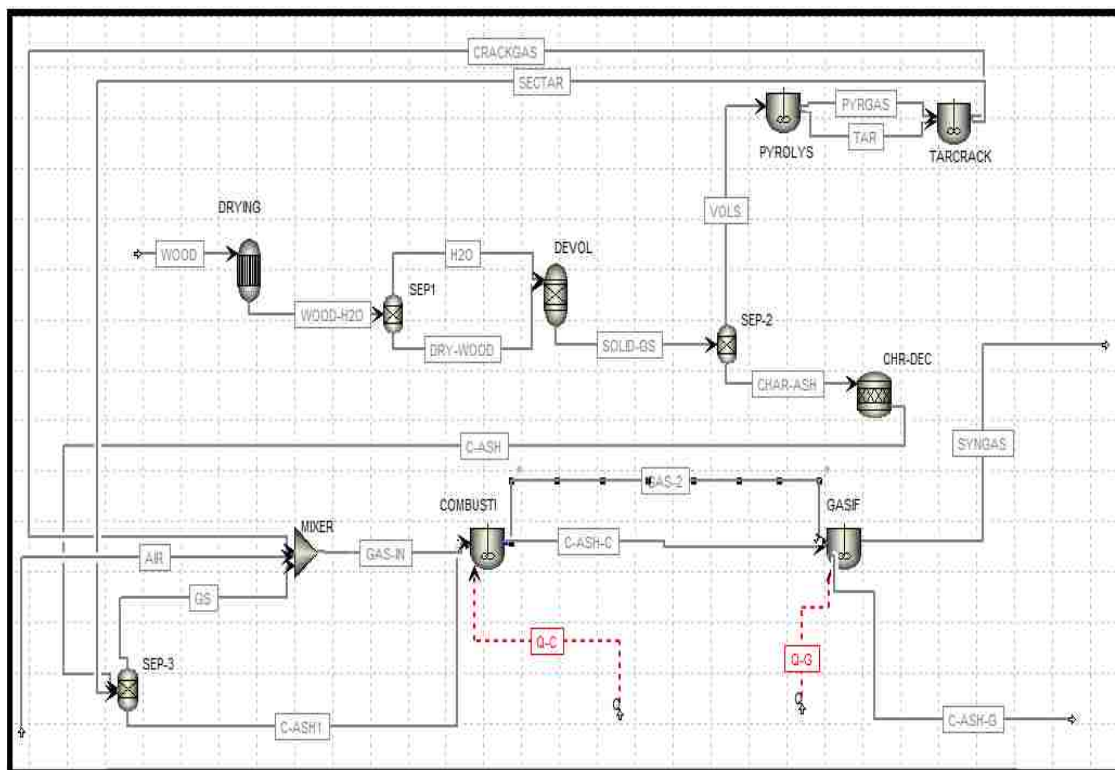 CRACKGAS
SECTAR
PYRGAS
TAR
PYROLYS
TARCRACK
VOLS
DRYING
WOOD
H2O
DEVOL
SEP1
WOOD-H2O
DRY-WOOD
SOLID-GS
SEP-2
CHR-DEC
CHAR-ASH
C-ASH
SYNGAS
GAS-2
COMBUSTI
GASIF
MIXER
C-ASH-C
AIR
GAS-IN
GS
Q-C
Q-G
SEP-3
C-ASH1
C-ASH-G